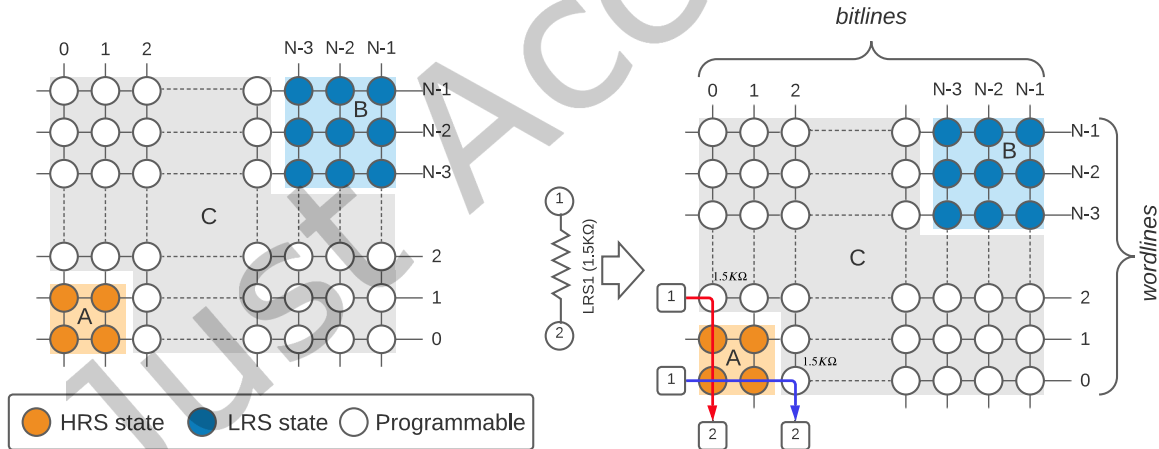 Just Acc
bitlines
0 1 2 N-3 N-2 N-1
N-1
B
N-2
N-3
C
2
A
1
0
1
LRS1 (1.5KΩ)
2
0 1 2 N-3 N-2 N-1
N-1
B
N-2
N-3
C
wordlines
1.5KΩ
1
2
1
A
1.5KΩ
1
0
2
2
HRS state LRS state Programmable